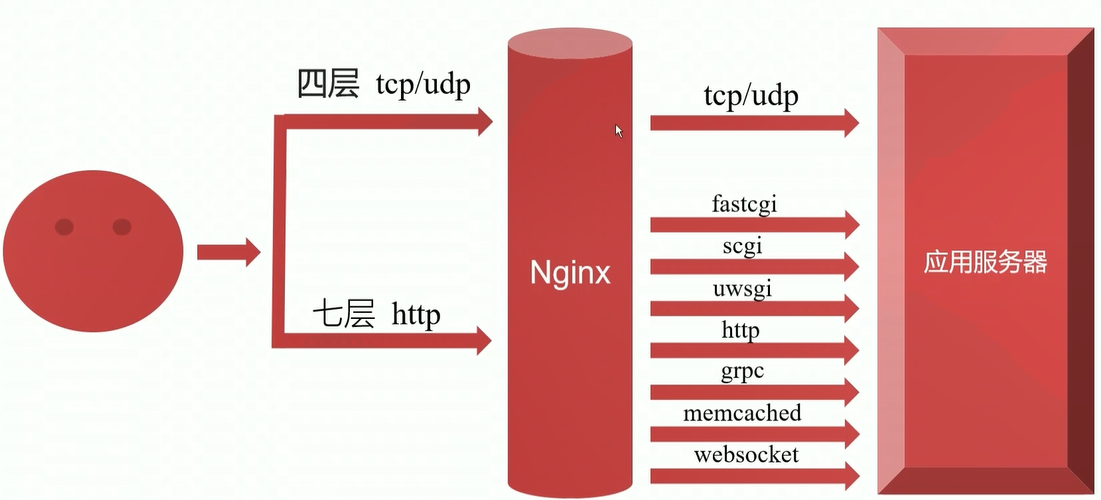 四层 tcp/udp
七层 http
Nginx
tcp/udp
fastcgi
scgi
uwsgi
http
grpc
memcached
websocket
应用服务器